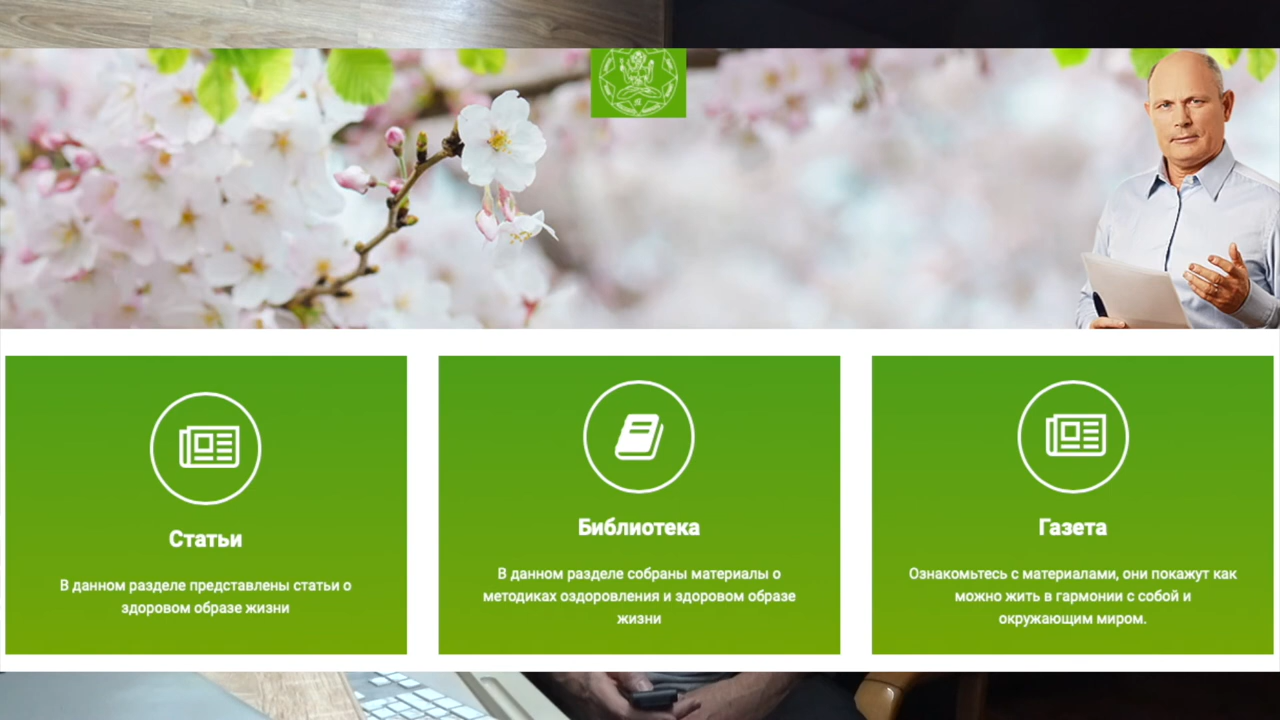 Статьи
В данном разделе представлены статьи о
здоровом образе жизни
Библиотека
В данном разделе собраны материалы о
методиках оздоровления и здоровом образе
жизни
Газета
Ознакомьтесь с материалами, они покажут как
можно жить в гармонии с собой и
окружающим миром.